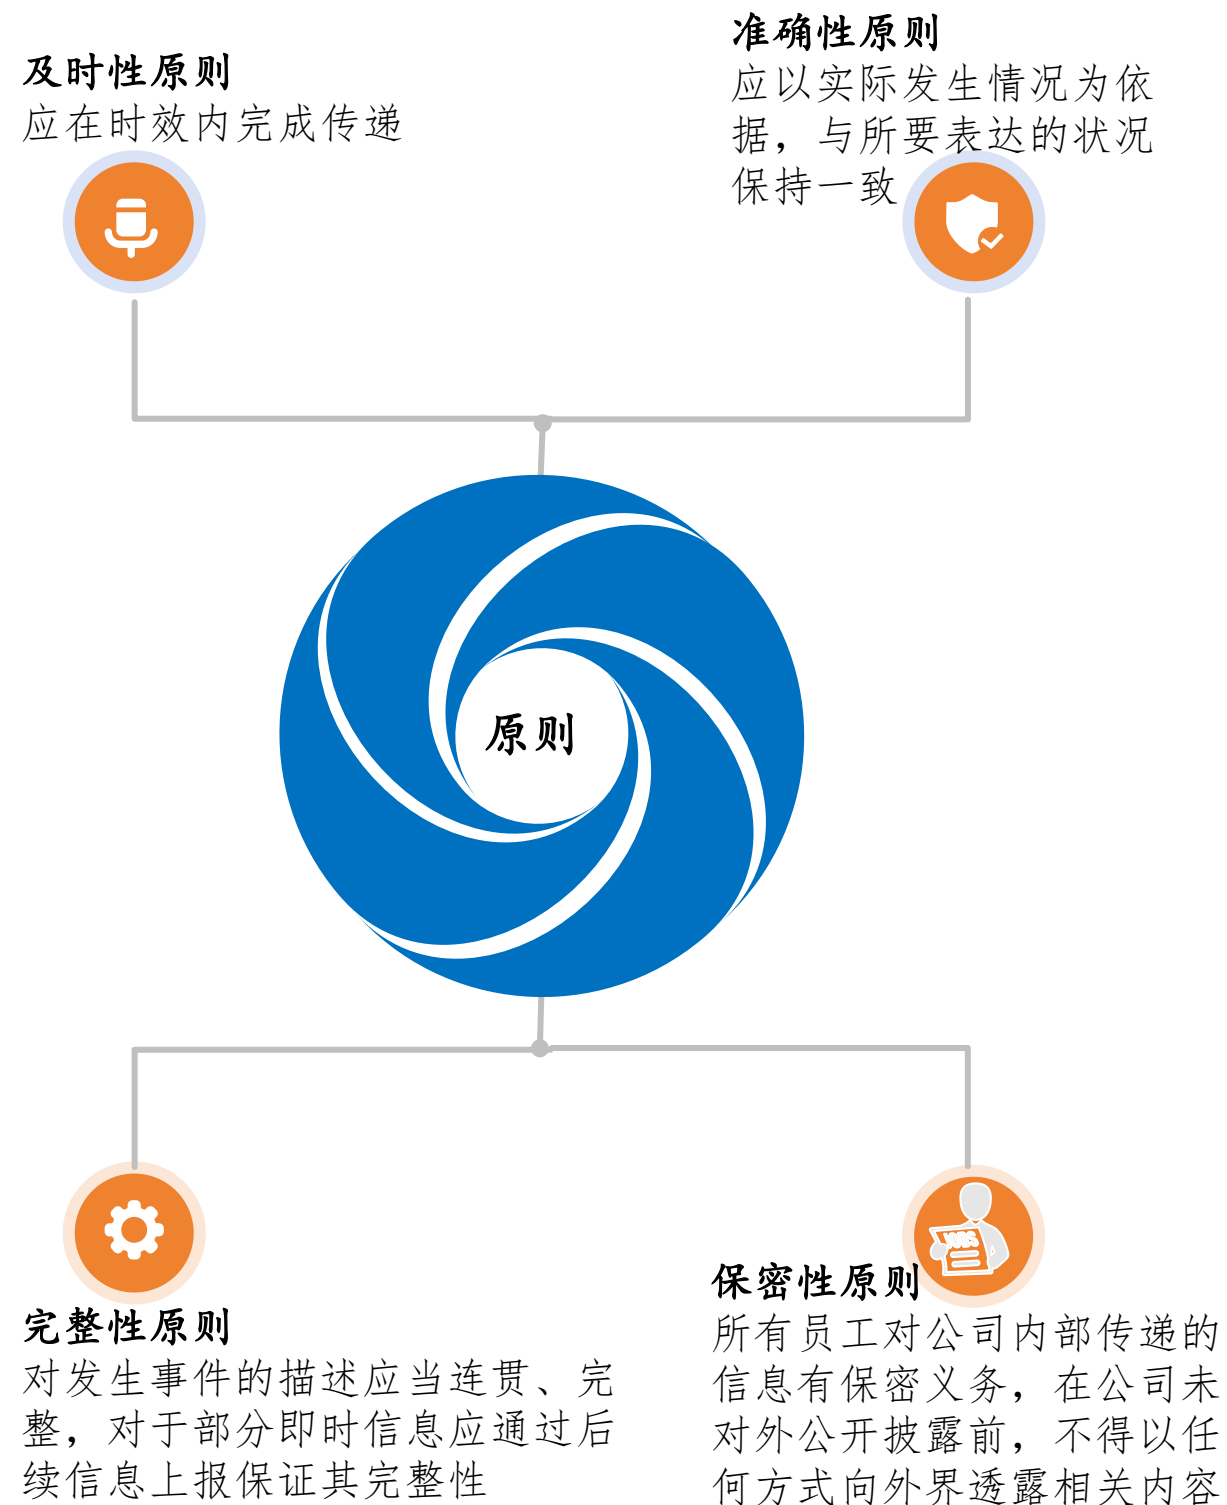 及时性原则
应在时效内完成传递
准确性原则
应以实际发生情况为依
据，与所要表达的状况
保持一致
原则
完整性原则
对发生事件的描述应当连贯、完
整，对于部分即时信息应通过后
续信息上报保证其完整性
JOBS
保密性原则
所有员工对公司内部传递的
信息有保密义务，在公司未
对外公开披露前，不得以任
何方式向外界透露相关内容